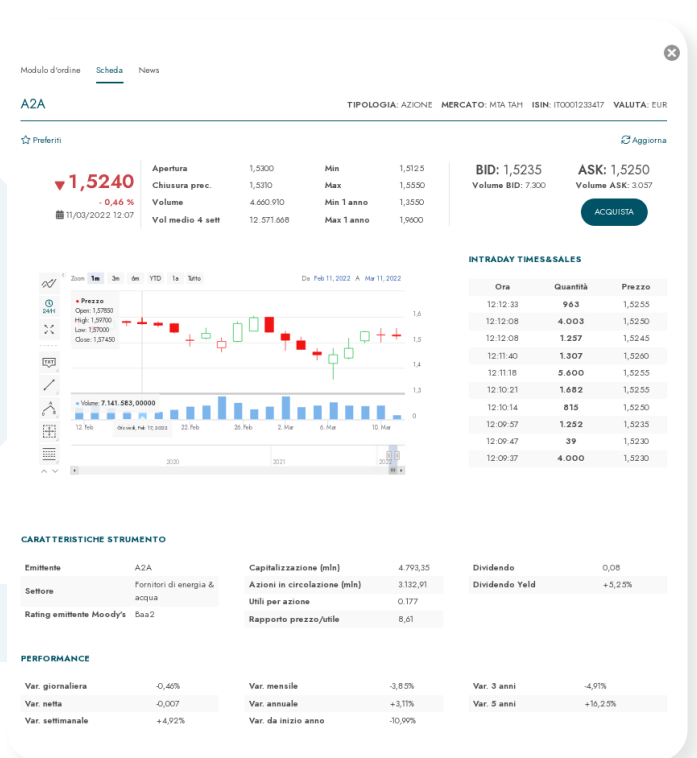 Modulo d'ordine Scheda News
A2A
TIPOLOGIA: AZIONE MERCATO: MTA TAH ISIN: IT0001233417 VALUTA: EUR
Preferiti Aggiorna
1,5240
- 0,46 %
11/03/2022 12:07
Apertura 1,5300 Min 1,5125
Chiusura prec. 1,5310 Max 1,5550
Volume 4.660.910 Min 1 anno 1,3550
Vol medio 4 sett 12.571.668 Max 1 anno 1,9600
BID: 1,5235 ASK: 1,5250
Volume BID: 7.300 Volume ASK: 3.057
ACQUISTA
Zoom 1m 3m 6m YTD 1a Tutto Da Feb 11, 2022 A Mar 11, 2022
24H
TXT
Prezzo
Open: 1,57850
High: 1,59700
Low: 1,57000
Close: 1,57450
1,6
1,5
1,4
1,3
Volume: 7.141.583,00000
0
12. Feb Giovedì, Feb 17, 2022 22. Feb 26. Feb 2. Mar 6. Mar 10. Mar
2020 2021 2022
INTRADAY TIMES&SALES
Ora Quantità Prezzo
12:12:33 963 1,5255
12:12:08 4.003 1,5250
12:12:08 1.257 1,5245
12:11:40 1.307 1,5260
12:11:18 5.600 1,5255
12:10:21 1.682 1,5255
12:10:14 815 1,5250
12:09:57 1.252 1,5235
12:09:47 39 1,5230
12:09:37 4.000 1,5230
CARATTERISTICHE STRUMENTO
Emittente A2A
Settore Fornitori di energia &
acqua
Rating emittente Moody's Baa2
Capitalizzazione (mln) 4.793,35
Azioni in circolazione (mln) 3.132,91
Utili per azione 0.177
Rapporto prezzo/utile 8,61
Dividendo 0,08
Dividendo Yeld +5,25%
PERFORMANCE
Var. giornaliera -0,46% Var. mensile -3,85% Var. 3 anni -4,91%
Var. netta -0,007 Var. annuale +3,11% Var. 5 anni +16,25%
Var. settimanale +4,92% Var. da inizio anno -10,99%